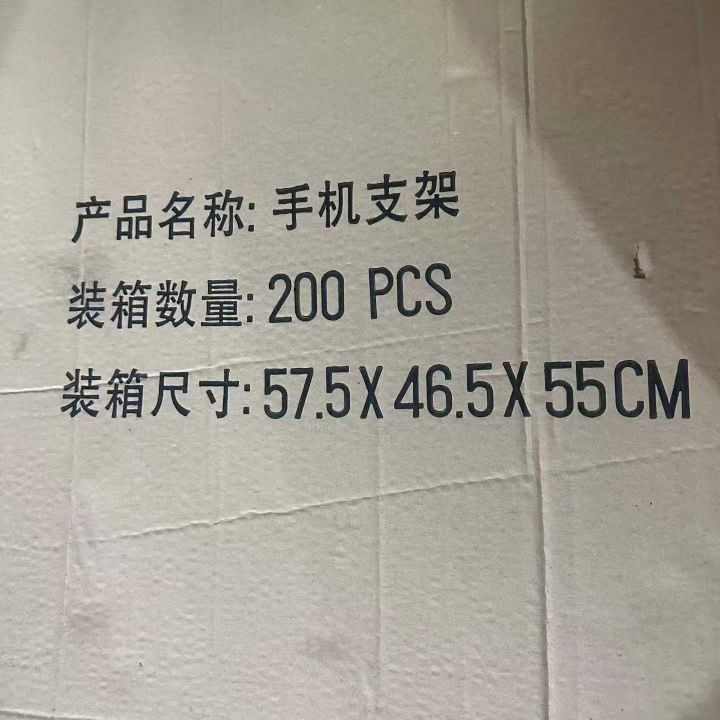 产品名称: 手机支架
装箱数量: 200 PCS
装箱尺寸: 57.5X46.5X55CM